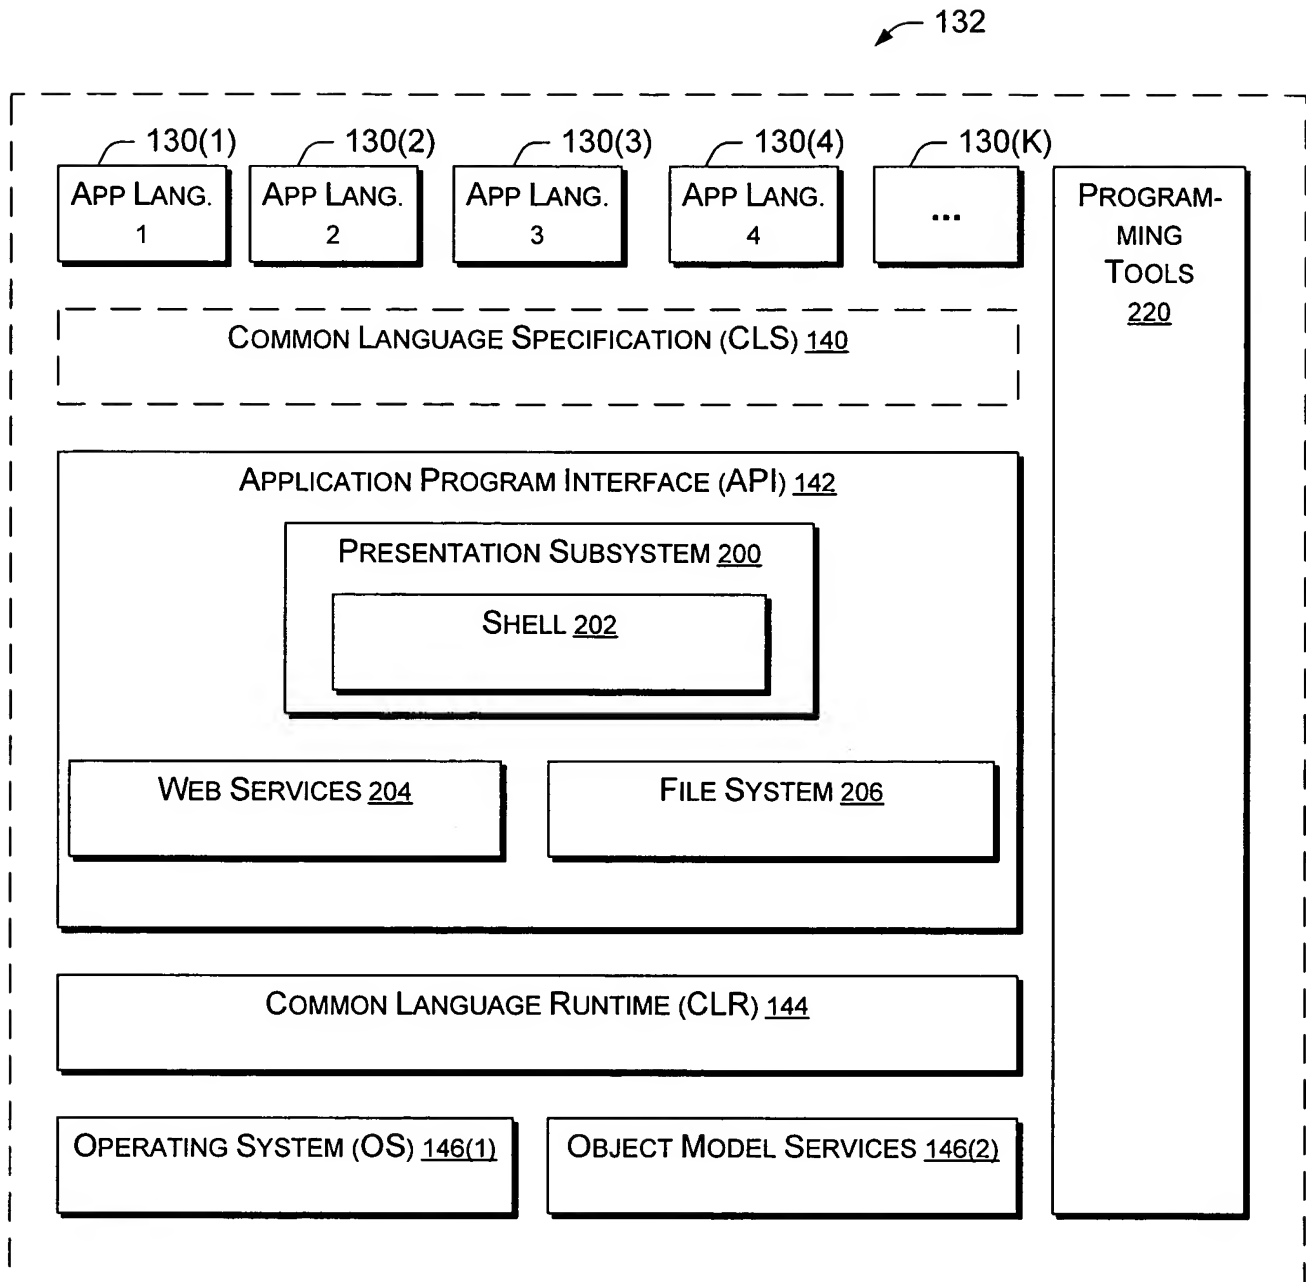 132
130(1) 130(2) 130(3) 130(4) 130(K)
APP LANG.
1
APP LANG.
2
APP LANG.
3
APP LANG.
4
...
PROGRAM-
MING
TOOLS
220
COMMON LANGUAGE SPECIFICATION (CLS) 140
APPLICATION PROGRAM INTERFACE (API) 142
PRESENTATION SUBSYSTEM 200
SHELL 202
WEB SERVICES 204
FILE SYSTEM 206
COMMON LANGUAGE RUNTIME (CLR) 144
OPERATING SYSTEM (OS) 146(1)
OBJECT MODEL SERVICES 146(2)